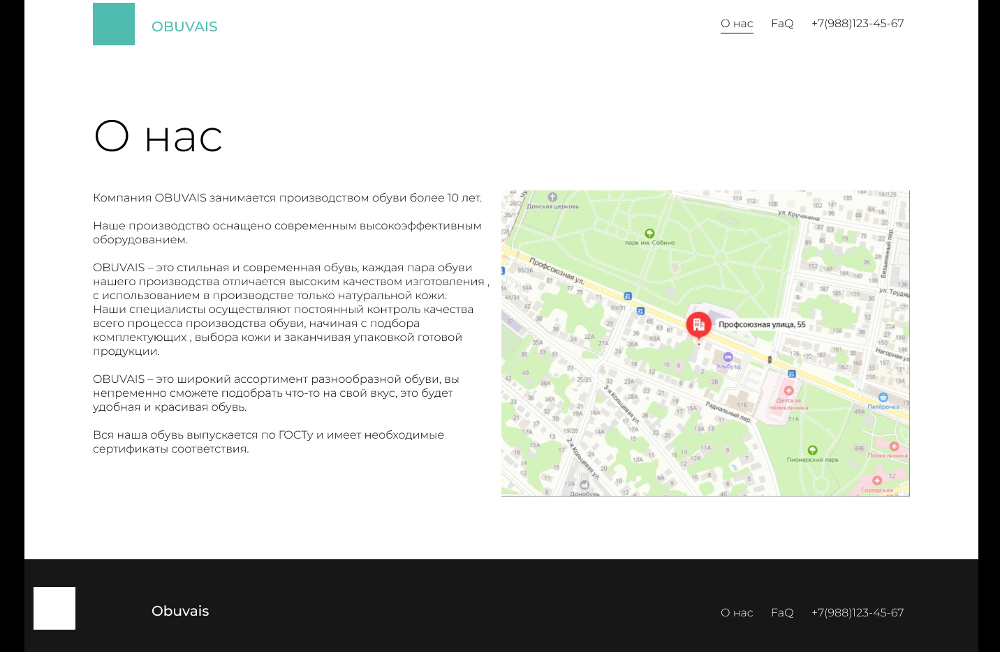 OBUVAIS
О нас
FaQ
+7(988)123-45-67
О нас
Компания OBUVAIS занимается производством обуви более 10 лет.
Наше производство оснащено современным высокоэффективным
оборудованием.
OBUVAIS – это стильная и современная обувь, каждая пара обуви
нашего производства отличается высоким качеством изготовления ,
с использованием в производстве только натуральной кожи.
Наши специалисты осуществляют постоянный контроль качества
всего процесса производства обуви, начиная с подбора
комплектующих , выбора кожи и заканчивая упаковкой готовой
продукции.
OBUVAIS – это широкий ассортимент разнообразной обуви, вы
непременно сможете подобрать что-то на свой вкус, это будет
удобная и красивая обувь.
Вся наша обувь выпускается по ГОСТу и имеет необходимые
сертификаты соответствия.
Донская церковь
ул. Кручинина
парк им. Собино
Безымянный пер.
Профсоюзная ул.
ул. Трудящ
Профсоюзная улица, 55
Нагорная ул.
Эльбузд
Детская
поликлиника
Пятёрочка
3-я Кольцевая ул.
Радиальный пер.
2-я Кольцевая ул.
Пионерский парк
Поликлиника
Городская
Донобувь
Obuvais
О нас
FaQ
+7(988)123-45-67